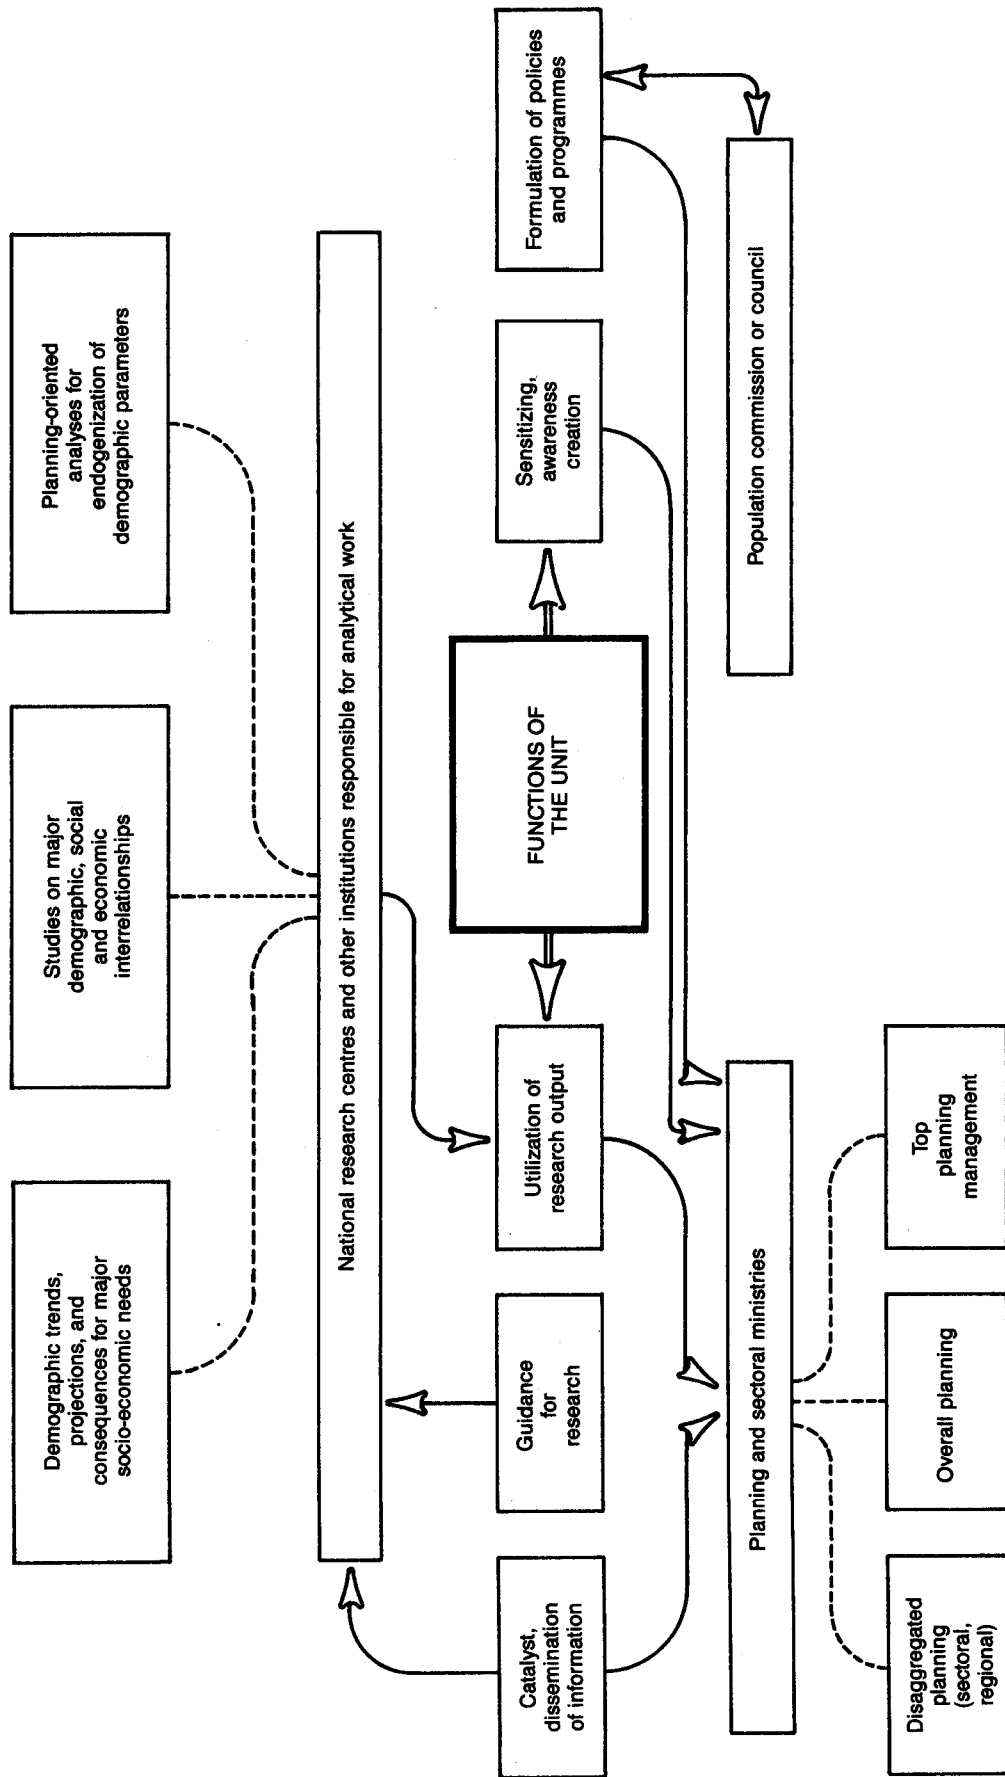 Demographic trends,
projections, and
consequences for major
socio-economic needs
Studies on major
demographic, social
and economic
interrelationships
Planning-oriented
analyses for
endogenization of
demographic parameters
National research centres and other institutions responsible for analytical work
Catalyst,
dissemination
of information
Guidance
for
research
Utilization of
research output
FUNCTIONS OF
THE UNIT
Sensitizing,
awareness
creation
Formulation of policies
and programmes
Planning and sectoral ministries
Population commission or council
Disaggregated
planning
(sectoral,
regional)
Overall planning
Top
planning
management